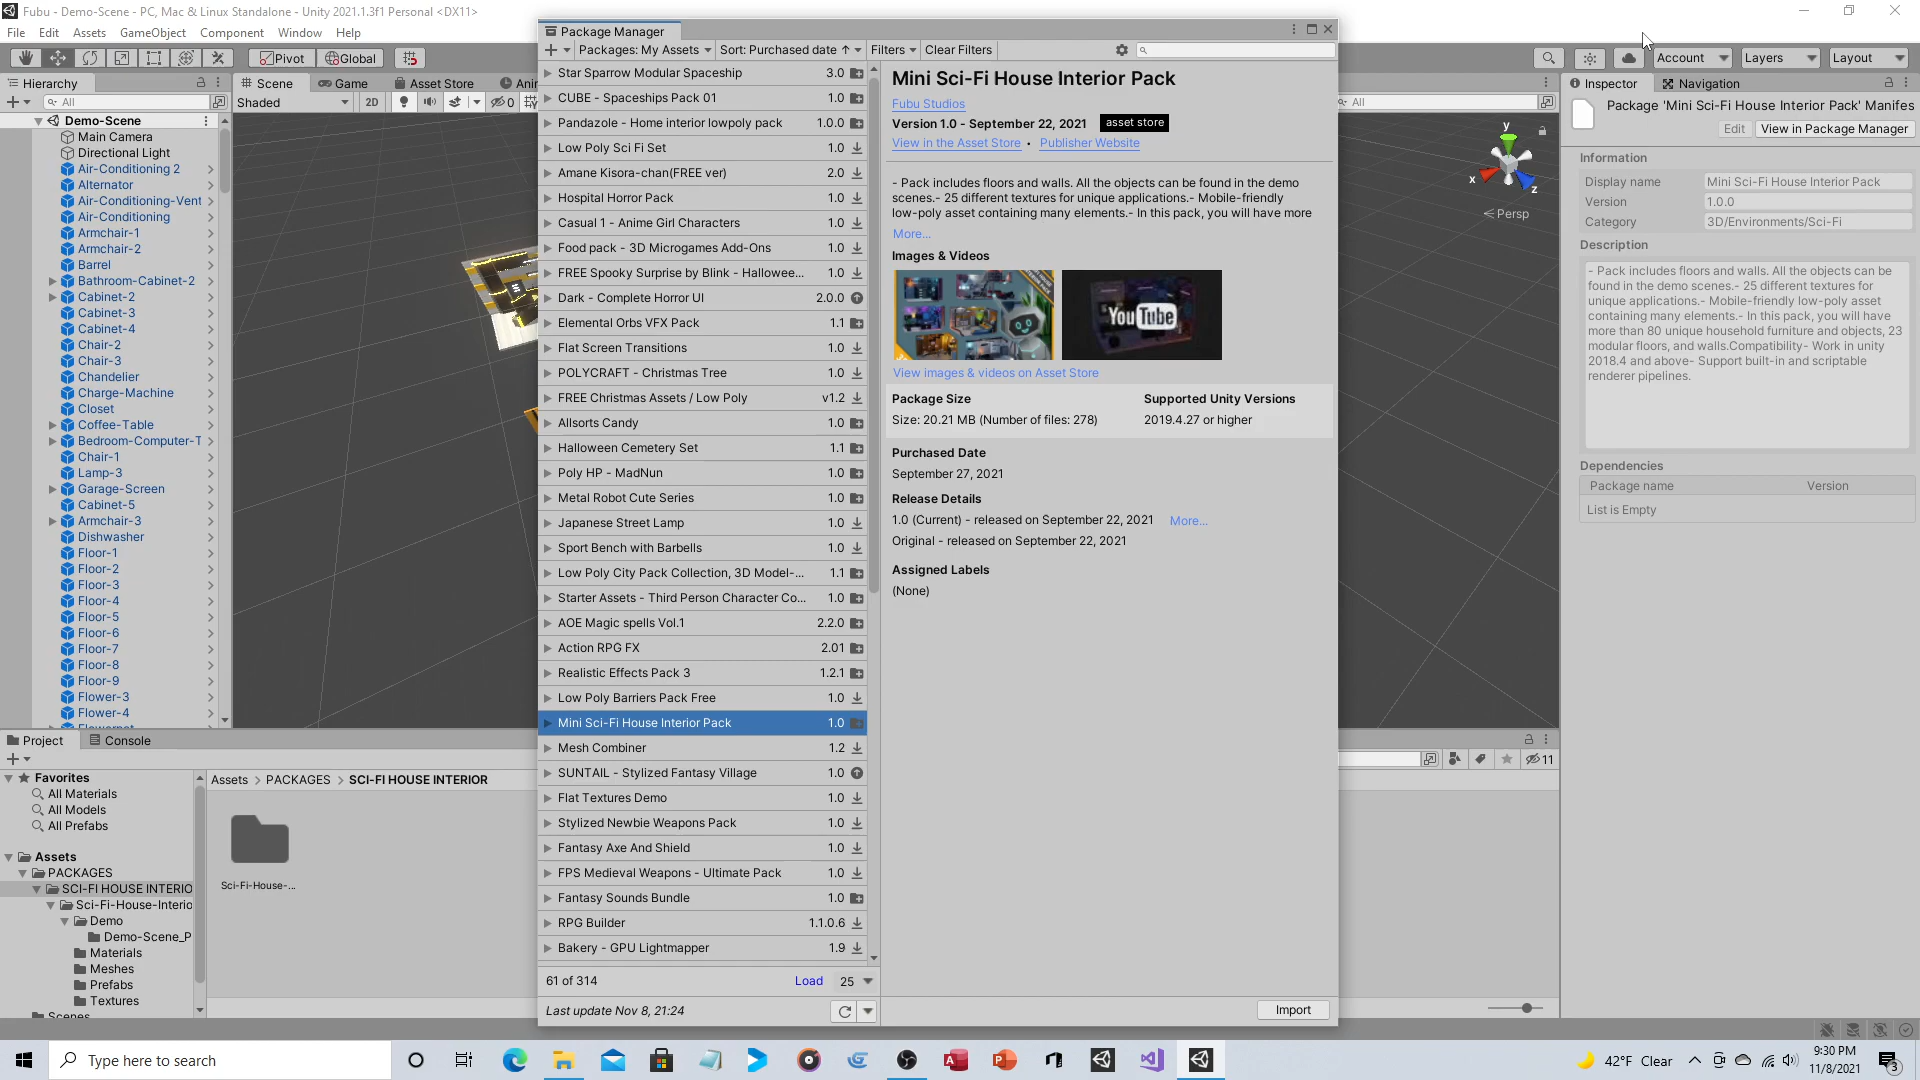 Fubu - Demo-Scene - PC, Mac & Linux Standalone - Unity 2021.1.3f1 Personal <DX11>
File Edit Assets GameObject Component Window Help
Pivot Global
Account Layers Layout
Hierarchy
All
Demo-Scene
Main Camera
Directional Light
Air-Conditioning 2
Alternator
Air-Conditioning-Vent
Air-Conditioning
Armchair-1
Armchair-2
Barrel
Bathroom-Cabinet-2
Cabinet-2
Cabinet-3
Cabinet-4
Chair-2
Chair-3
Chandelier
Charge-Machine
Closet
Coffee-Table
Bedroom-Computer-T
Chair-1
Lamp-3
Garage-Screen
Cabinet-5
Armchair-3
Dishwasher
Floor-1
Floor-2
Floor-3
Floor-4
Floor-5
Floor-6
Floor-7
Floor-8
Floor-9
Flower-3
Flower-4
Scene Game Asset Store Ani
Shaded 2D 0
All
y
x z
Persp
Package Manager
Packages: My Assets Sort: Purchased date ↑ Filters Clear Filters
Star Sparrow Modular Spaceship 3.0
CUBE - Spaceships Pack 01 1.0
Pandazole - Home interior lowpoly pack 1.0.0
Low Poly Sci Fi Set 1.0
Amane Kisora-chan(FREE ver) 2.0
Hospital Horror Pack 1.0
Casual 1 - Anime Girl Characters 1.0
Food pack - 3D Microgames Add-Ons 1.0
FREE Spooky Surprise by Blink - Hallowee... 1.0
Dark - Complete Horror UI 2.0.0
Elemental Orbs VFX Pack 1.1
Flat Screen Transitions 1.0
POLYCRAFT - Christmas Tree 1.0
FREE Christmas Assets / Low Poly v1.2
Allsorts Candy 1.0
Halloween Cemetery Set 1.1
Poly HP - MadNun 1.0
Metal Robot Cute Series 1.0
Japanese Street Lamp 1.0
Sport Bench with Barbells 1.0
Low Poly City Pack Collection, 3D Model-... 1.1
Starter Assets - Third Person Character Co... 1.0
AOE Magic spells Vol.1 2.2.0
Action RPG FX 2.01
Realistic Effects Pack 3 1.2.1
Low Poly Barriers Pack Free 1.0
Mini Sci-Fi House Interior Pack 1.0
Mesh Combiner 1.2
SUNTAIL - Stylized Fantasy Village 1.0
Flat Textures Demo 1.0
Stylized Newbie Weapons Pack 1.0
Fantasy Axe And Shield 1.0
FPS Medieval Weapons - Ultimate Pack 1.0
Fantasy Sounds Bundle 1.0
RPG Builder 1.1.0.6
Bakery - GPU Lightmapper 1.9
61 of 314 Load 25
Last update Nov 8, 21:24
Mini Sci-Fi House Interior Pack
Fubu Studios
Version 1.0 - September 22, 2021 asset store
View in the Asset Store • Publisher Website
- Pack includes floors and walls. All the objects can be found in the demo
scenes.- 25 different textures for unique applications.- Mobile-friendly
low-poly asset containing many elements.- In this pack, you will have more
More...
Images & Videos
YouTube
View images & videos on Asset Store
Package Size Supported Unity Versions
Size: 20.21 MB (Number of files: 278) 2019.4.27 or higher
Purchased Date
September 27, 2021
Release Details
1.0 (Current) - released on September 22, 2021 More...
Original - released on September 22, 2021
Assigned Labels
(None)
Import
Inspector Navigation
Package 'Mini Sci-Fi House Interior Pack' Manifes
Edit View in Package Manager
Information
Display name Mini Sci-Fi House Interior Pack
Version 1.0.0
Category 3D/Environments/Sci-Fi
Description
- Pack includes floors and walls. All the objects can be
found in the demo scenes.- 25 different textures for
unique applications.- Mobile-friendly low-poly asset
containing many elements.- In this pack, you will have
more than 80 unique household furniture and objects, 23
modular floors, and walls.Compatibility- Work in unity
2018.4 and above- Support built-in and scriptable
renderer pipelines.
Dependencies
Package name Version
List is Empty
Project Console
11
Favorites
All Materials
All Models
All Prefabs
Assets
PACKAGES
SCI-FI HOUSE INTERIO
Sci-Fi-House-Interio
Demo
Demo-Scene_P
Materials
Meshes
Prefabs
Textures
Scenes
Assets > PACKAGES > SCI-FI HOUSE INTERIOR
Sci-Fi-House-...
Type here to search
42°F Clear
9:30 PM
11/8/2021
3